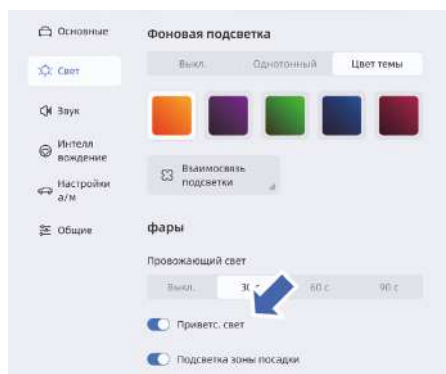 Основные
Свет
Звук
Интелл
вождение
Настройки
а/м
Общие
Фоновая подсветка
Выкл. Однотонный Цвет темы
Взаимосвязь
подсветки
фары
Провожающий свет
Выкл. 30 с 60 с 90 с
Приветс. свет
Подсветка зоны посадки